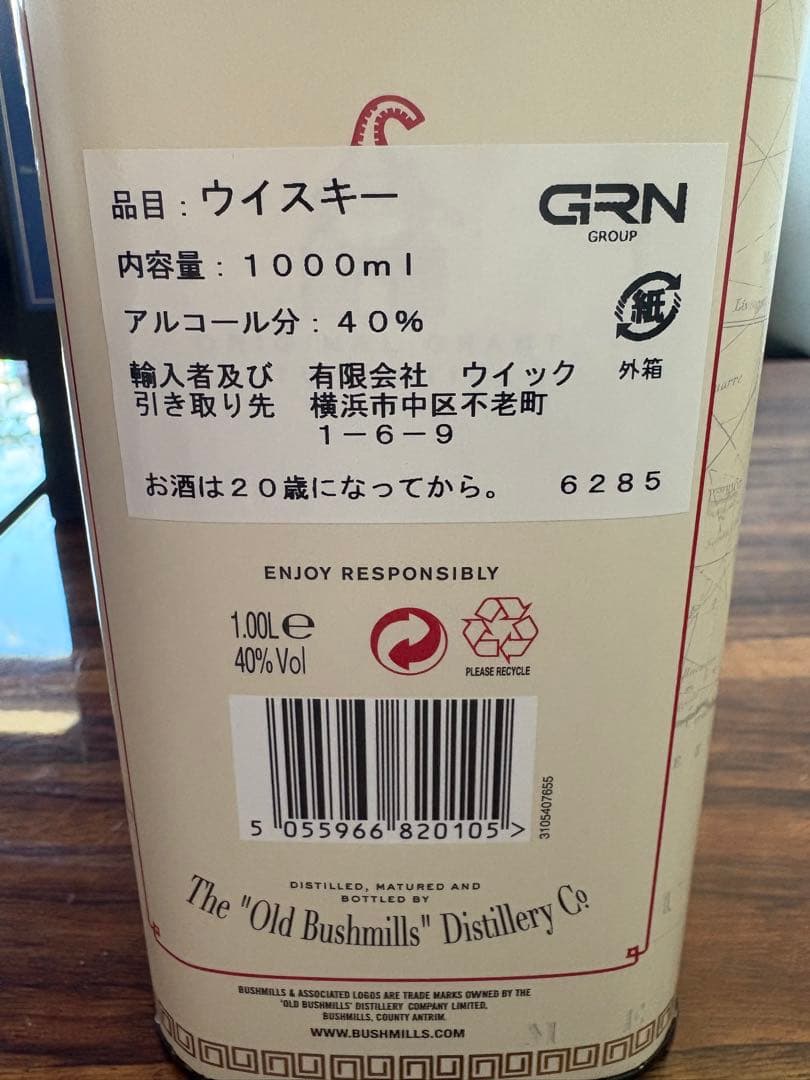 品目：ウイスキー
GRN
GROUP
内容量：１０００ｍｌ
アルコール分：４０％
紙
外箱
輸入者及び　有限会社　ウイック
引き取り先　横浜市中区不老町
１－６－９
お酒は２０歳になってから。　６２８５
ENJOY RESPONSIBLY
1.00L ℮
40% Vol
PLEASE RECYCLE
5 055966 820105 >
3105407655
DISTILLED, MATURED AND
BOTTLED BY
The "Old Bushmills" Distillery Co
BUSHMILLS & ASSOCIATED LOGOS ARE TRADE MARKS OWNED BY THE
'OLD BUSHMILLS' DISTILLERY COMPANY LIMITED,
BUSHMILLS, COUNTY ANTRIM.
WWW.BUSHMILLS.COM